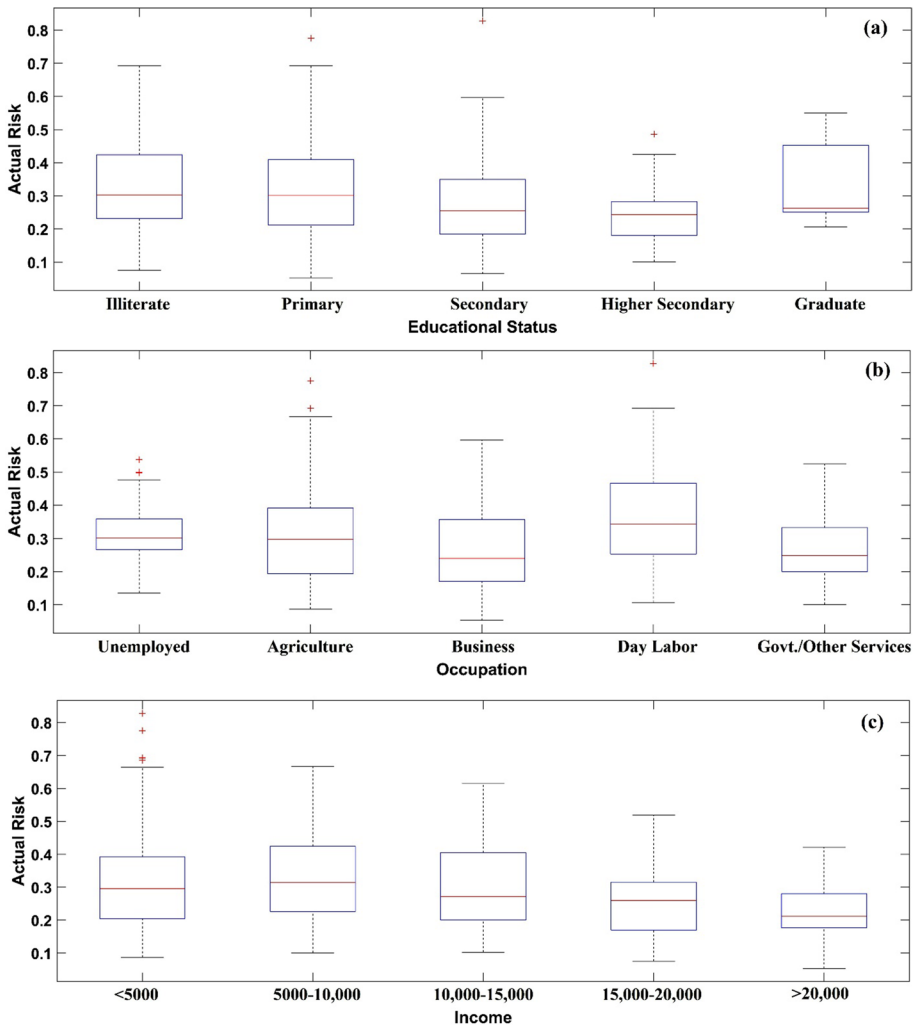 (a)
0.8
0.7
0.6
0.5
0.4
0.3
0.2
0.1
Actual Risk
Illiterate Primary Secondary Higher Secondary Graduate
Educational Status
(b)
0.8
0.7
0.6
0.5
0.4
0.3
0.2
0.1
Actual Risk
Unemployed Agriculture Business Day Labor Govt./Other Services
Occupation
(c)
0.8
0.7
0.6
0.5
0.4
0.3
0.2
0.1
Actual Risk
<5000 5000-10,000 10,000-15,000 15,000-20,000 >20,000
Income